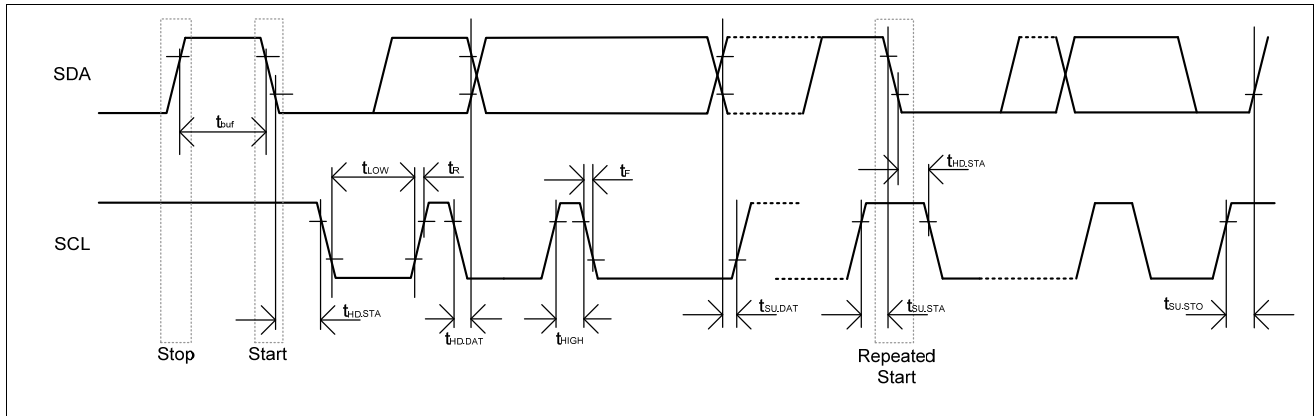 SDA
tbuf
tLOW
tR
tF
tHD.STA
SCL
tHD.STA
tHD.DAT
tHIGH
tSU.DAT
tSU.STA
tSU.STO
Stop
Start
Repeated
Start